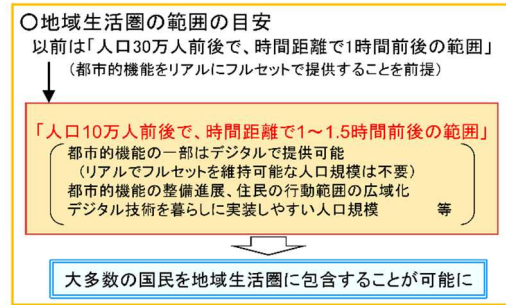 〇地域生活圏の範囲の目安
以前は「人口30万人前後で、時間距離で1時間前後の範囲」
（都市的機能をリアルにフルセットで提供することを前提）
「人口10万人前後で、時間距離で1～1.5時間前後の範囲」
都市的機能の一部はデジタルで提供可能
（リアルでフルセットを維持可能な人口規模は不要）
都市的機能の整備進展、住民の行動範囲の広域化
デジタル技術を暮らしに実装しやすい人口規模　等
大多数の国民を地域生活圏に包含することが可能に